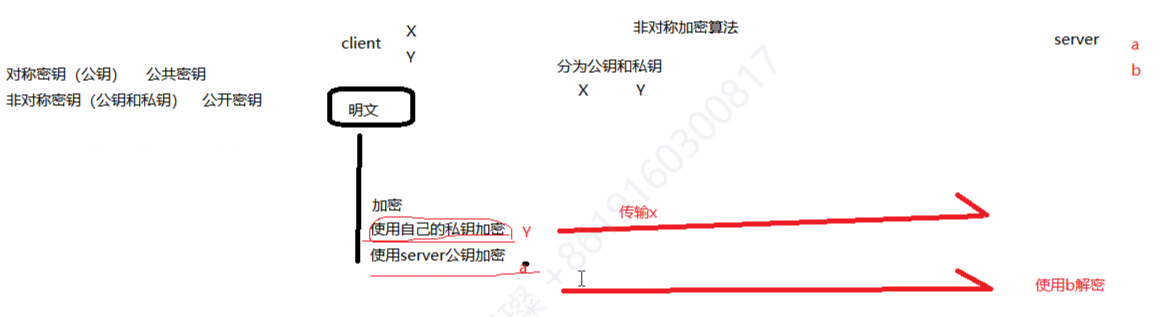 非对称加密算法
client X
Y
server a
b
对称密钥（公钥） 公共密钥
非对称密钥（公钥和私钥） 公开密钥
分为公钥和私钥
X Y
明文
加密
使用自己的私钥加密 Y
使用server公钥加密
a
传输x
使用b解密
璨 +8619160300817